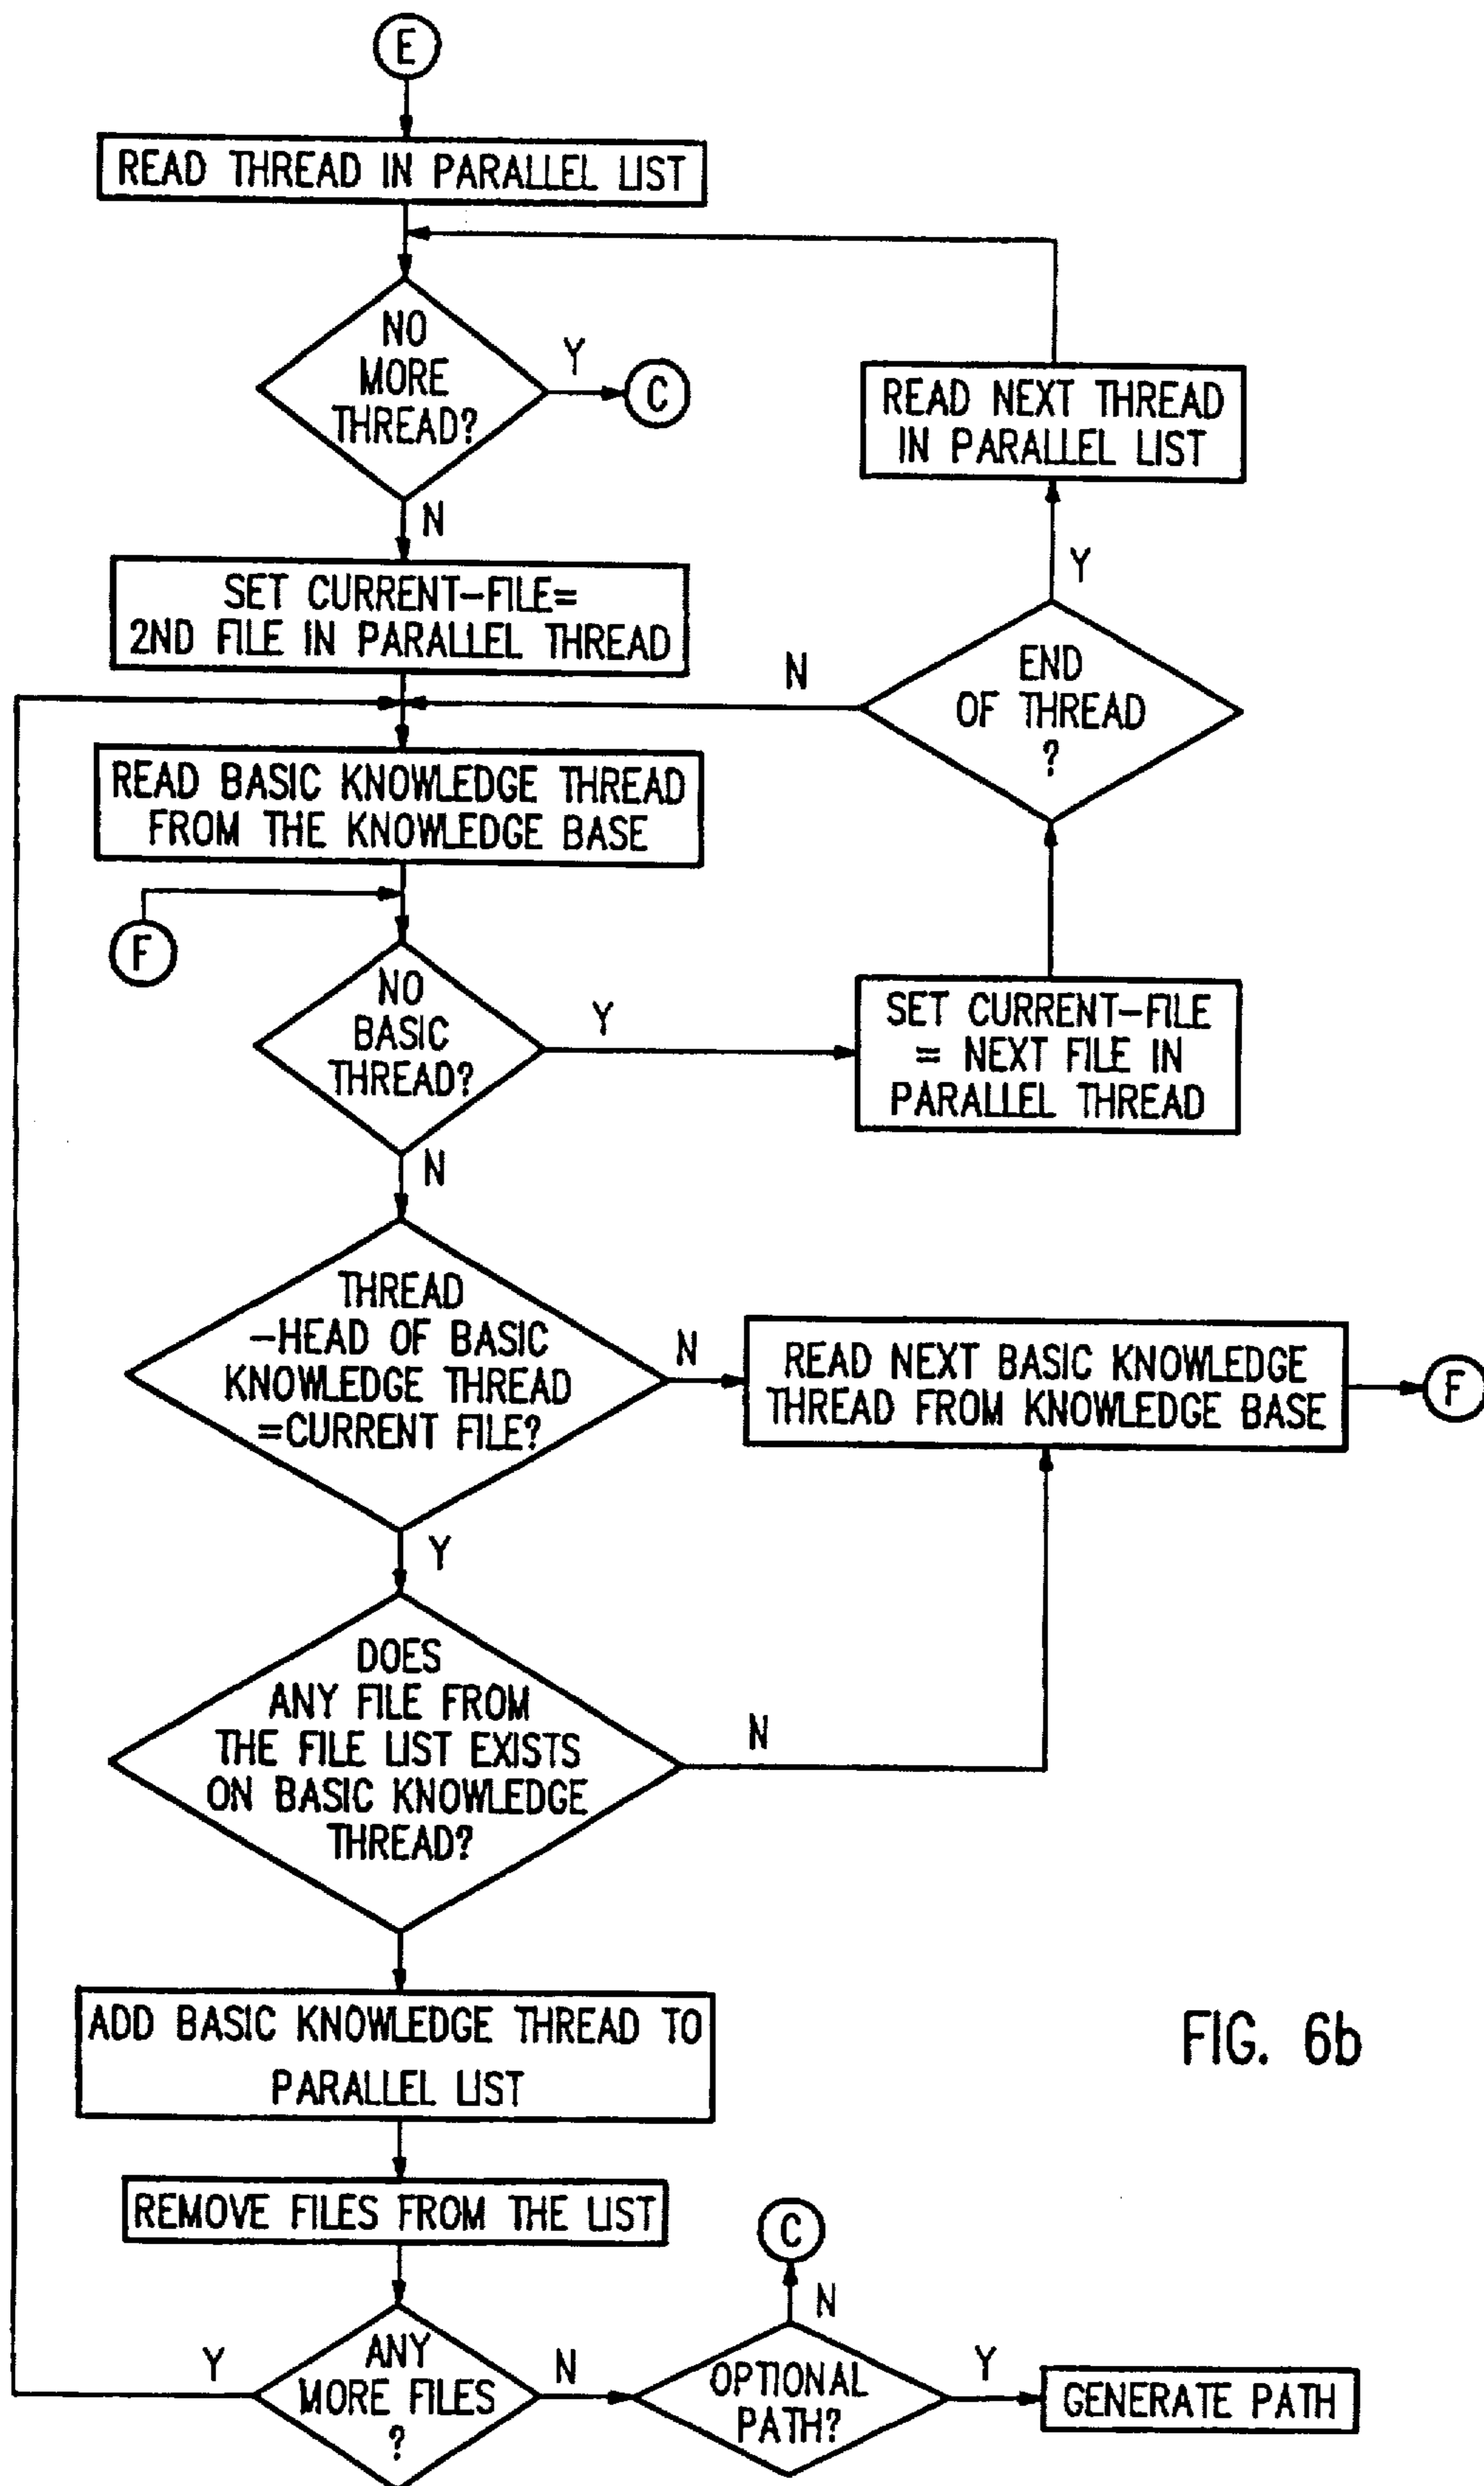 E
READ THREAD IN PARALLEL LIST
NO
MORE
THREAD?
Y
C
N
READ NEXT THREAD
IN PARALLEL LIST
Y
SET CURRENT-FILE=
2ND FILE IN PARALLEL THREAD
END
OF THREAD
?
N
READ BASIC KNOWLEDGE THREAD
FROM THE KNOWLEDGE BASE
F
NO
BASIC
THREAD?
Y
N
SET CURRENT-FILE
= NEXT FILE IN
PARALLEL THREAD
THREAD
-HEAD OF BASIC
KNOWLEDGE THREAD
=CURRENT FILE?
N
READ NEXT BASIC KNOWLEDGE
THREAD FROM KNOWLEDGE BASE
F
Y
DOES
ANY FILE FROM
THE FILE LIST EXISTS
ON BASIC KNOWLEDGE
THREAD?
N
ADD BASIC KNOWLEDGE THREAD TO
PARALLEL LIST
FIG. 6b
REMOVE FILES FROM THE LIST
C
N
Y
ANY
MORE FILES
?
N
OPTIONAL
PATH?
Y
GENERATE PATH